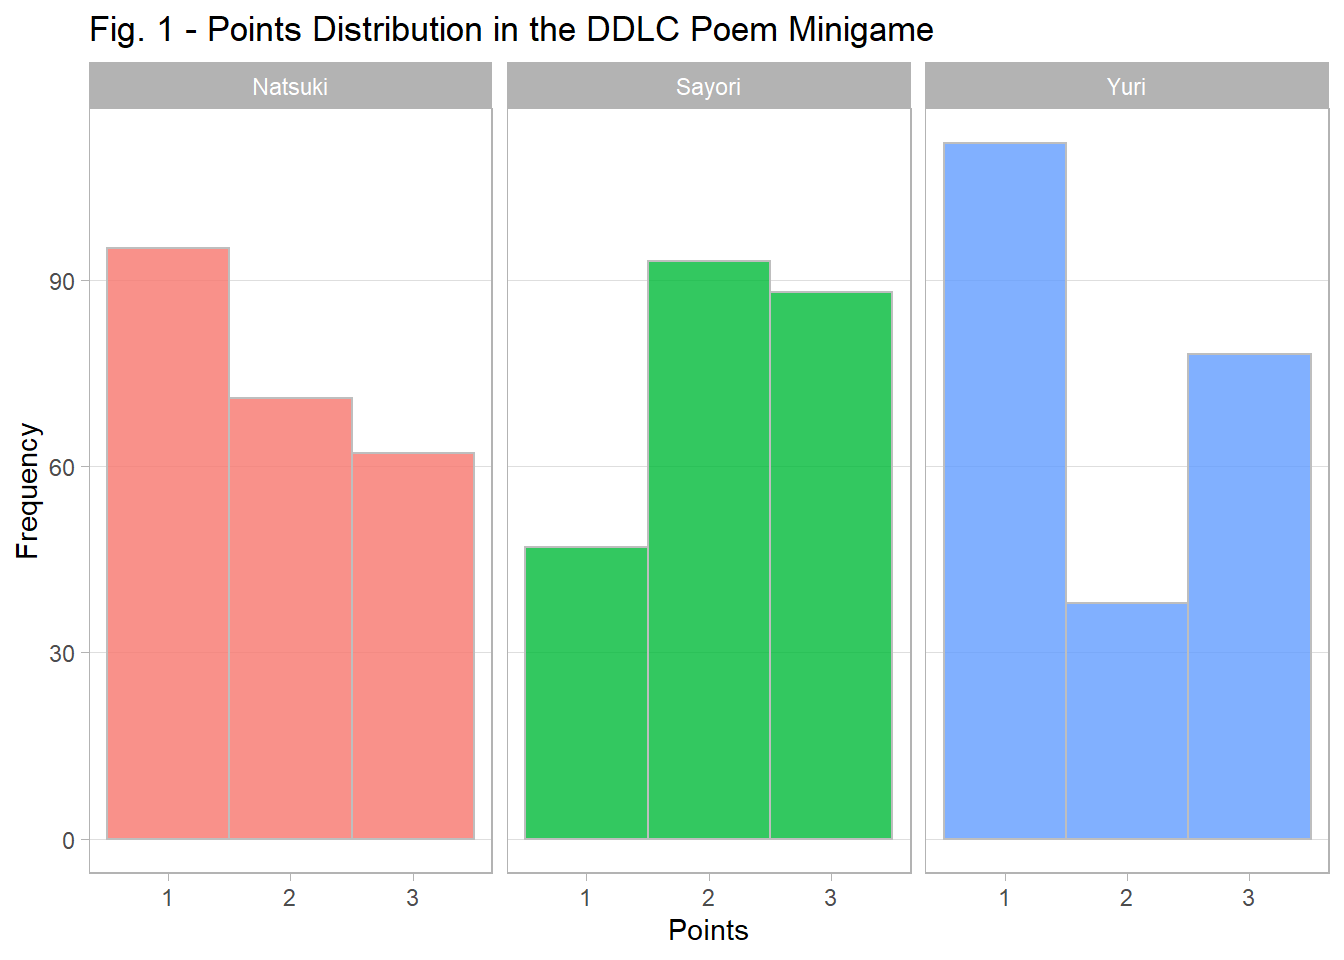 Fig. 1 - Points Distribution in the DDLC Poem Minigame
Natsuki Sayori Yuri
90
60
30
0
Frequency
1 2 3 1 2 3 1 2 3
Points